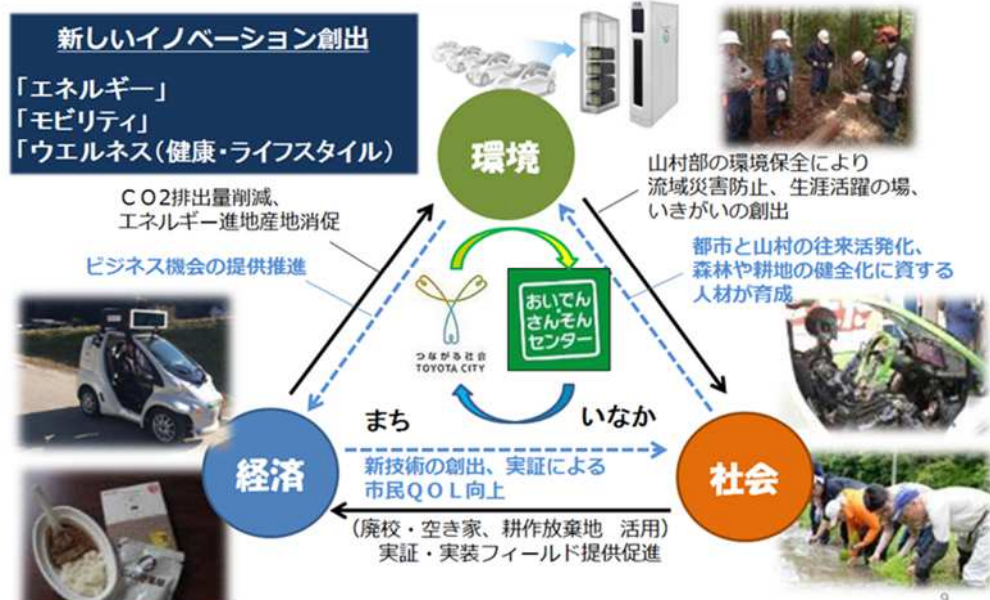 新しいイノベーション創出
「エネルギー」
「モビリティ」
「ウエルネス（健康・ライフスタイル）
環境
ＣＯ2排出量削減、
エネルギー進地産地消促
ビジネス機会の提供推進
山村部の環境保全により
流域災害防止、生涯活躍の場、
いきがいの創出
都市と山村の往来活発化、
森林や耕地の健全化に資する
人材が育成
つながる社会
TOYOTA CITY
おいでん
さんそん
センター
まち
いなか
経済
新技術の創出、実証による
市民ＱＯＬ向上
社会
（廃校・空き家、耕作放棄地　活用）
実証・実装フィールド提供促進
9